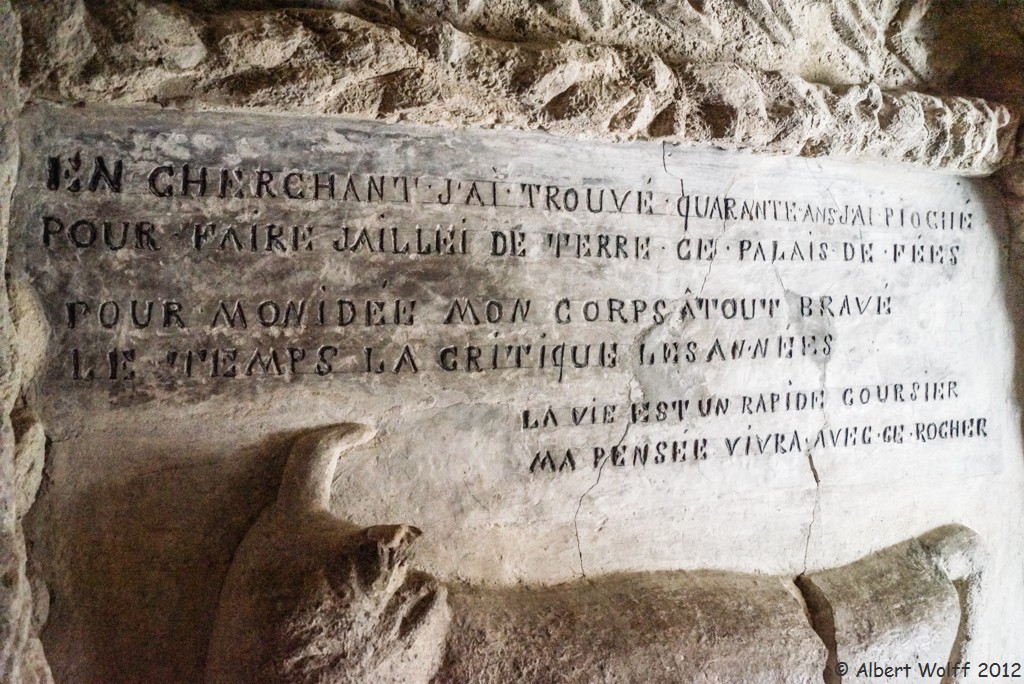 EN CHERCHANT · J'AI · TROUVÉ · QUARANTE · ANS J'AI · PIOCHÉ
POUR · FAIRE JAILLEI DE TERRE · CE · PALAIS · DE · FÉES
POUR · MON IDÉE MON CORPS ÂTOUT BRAVÉ
LE TEMPS LA CRITIQUE LES ANNÉES
LA VIE EST UN RAPIDE COURSIER
MA PENSÉE VIVRA · AVEC · CE · ROCHER
© Albert Wolff 2012